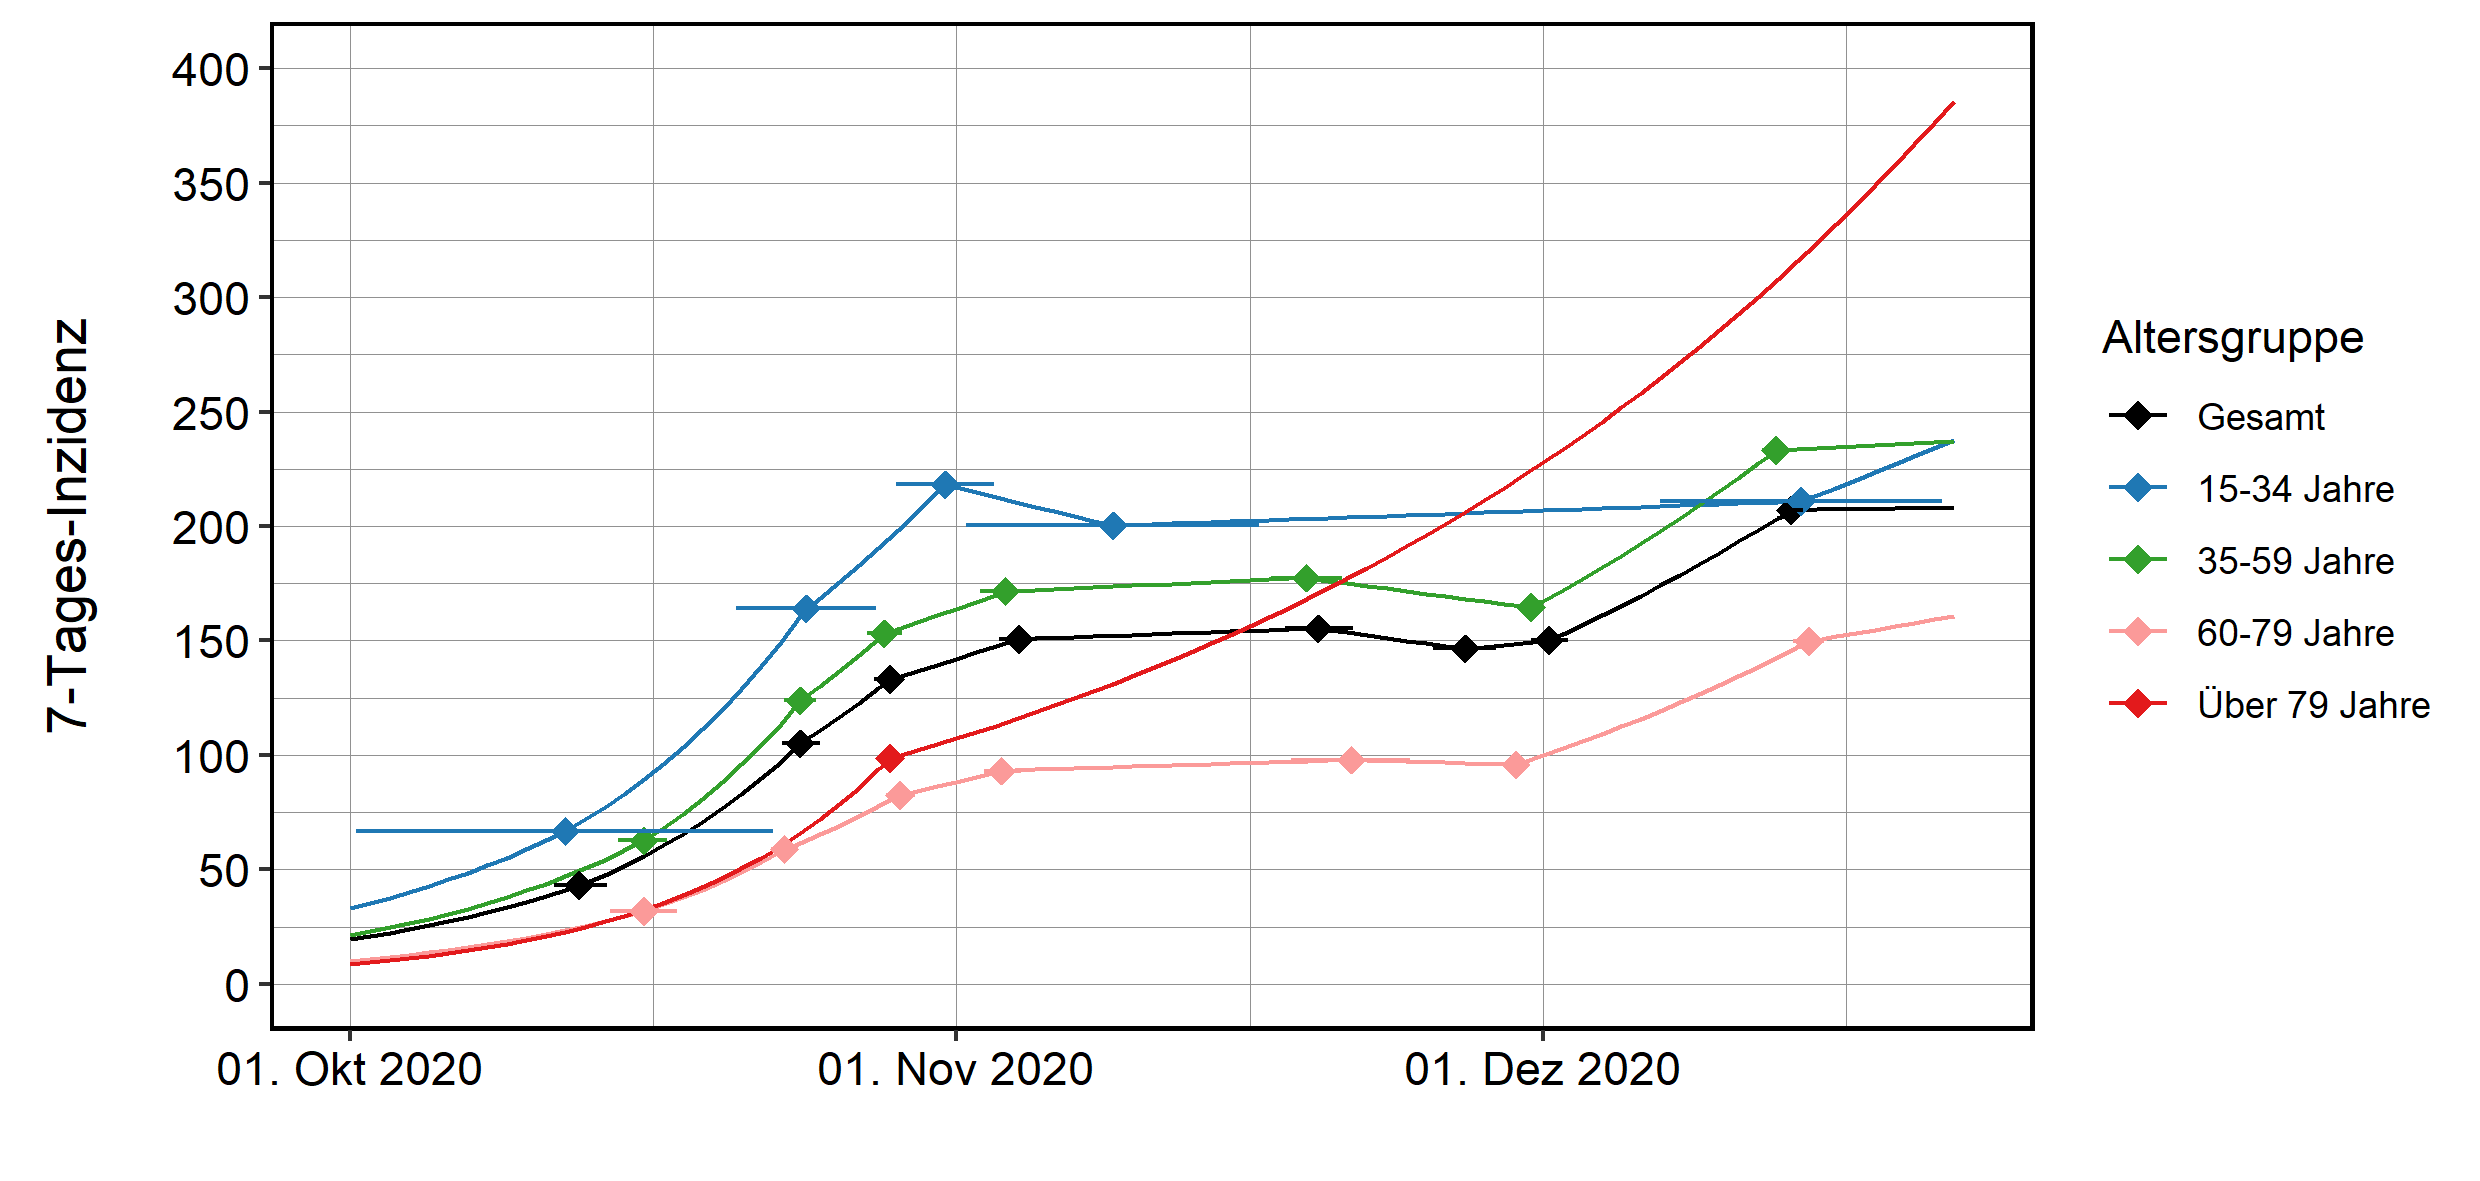 7-Tages-Inzidenz
400
350
300
250
200
150
100
50
0
01. Okt 2020
01. Nov 2020
01. Dez 2020
Altersgruppe
Gesamt
15-34 Jahre
35-59 Jahre
60-79 Jahre
Über 79 Jahre